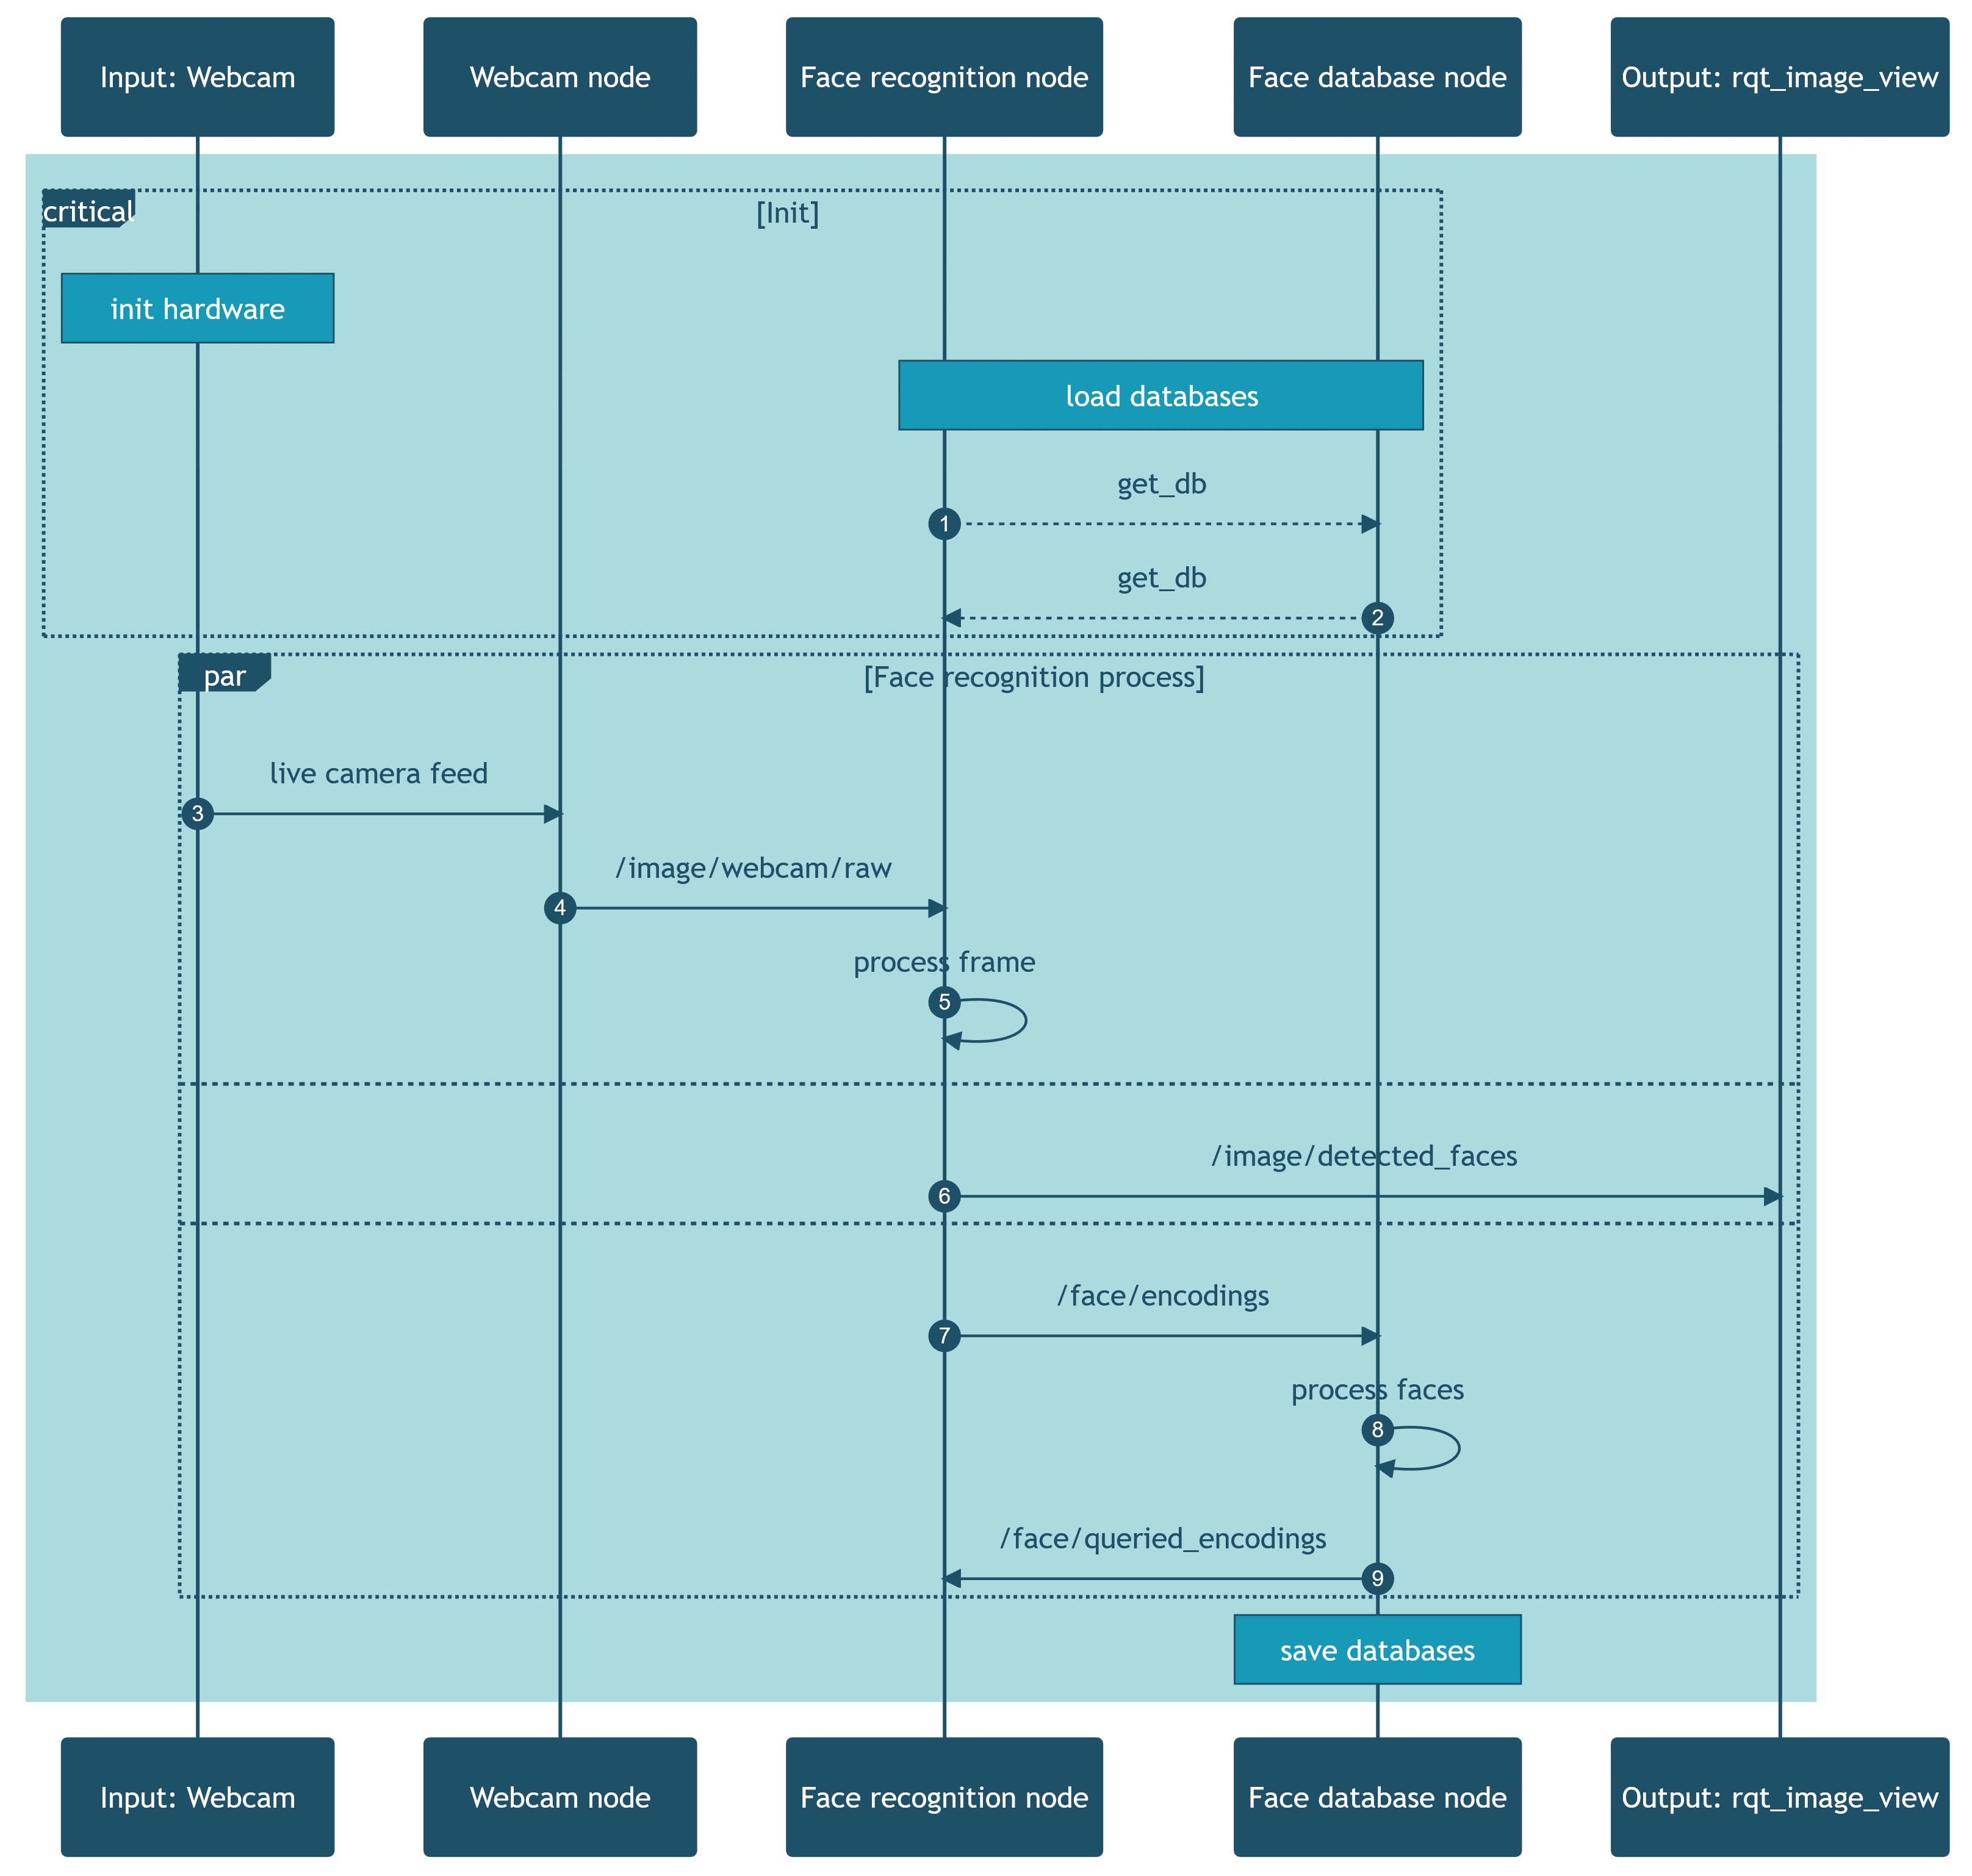 Input: Webcam
Webcam node
Face recognition node
Face database node
Output: rqt_image_view
critical
[Init]
init hardware
load databases
get_db
1
get_db
2
par
[Face recognition process]
live camera feed
3
/image/webcam/raw
4
process frame
5
/image/detected_faces
6
/face/encodings
7
process faces
8
/face/queried_encodings
9
save databases
Input: Webcam
Webcam node
Face recognition node
Face database node
Output: rqt_image_view